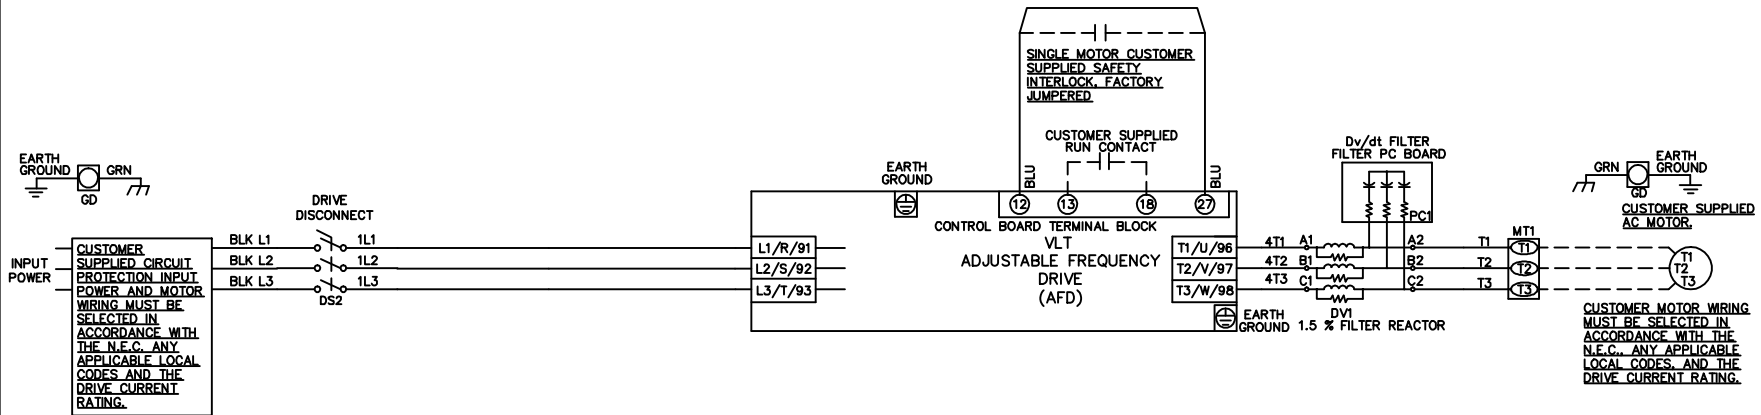 SINGLE MOTOR CUSTOMER
SUPPLIED SAFETY
INTERLOCK, FACTORY
JUMPERED
CUSTOMER SUPPLIED
RUN CONTACT
BLU
BLU
Dv/dt FILTER
FILTER PC BOARD
PC1
EARTH
GROUND
GRN
GD
EARTH
GROUND
12
13
18
27
CONTROL BOARD TERMINAL BLOCK
GRN
EARTH
GROUND
GD
CUSTOMER SUPPLIED
AC MOTOR.
DRIVE
DISCONNECT
INPUT
POWER
CUSTOMER
SUPPLIED CIRCUIT
PROTECTION INPUT
POWER AND MOTOR
WIRING MUST BE
SELECTED IN
ACCORDANCE WITH
THE N.E.C. ANY
APPLICABLE LOCAL
CODES AND THE
DRIVE CURRENT
RATING.
BLK L1
BLK L2
BLK L3
1L1
1L2
1L3
DS2
L1/R/91
L2/S/92
L3/T/93
VLT
ADJUSTABLE FREQUENCY
DRIVE
(AFD)
T1/U/96
T2/V/97
T3/W/98
EARTH
GROUND
4T1
4T2
4T3
A1
B1
C1
A2
B2
C2
DV1
1.5 % FILTER REACTOR
T1
T2
T3
MT1
T1
T2
T3
T1
T2
T3
CUSTOMER MOTOR WIRING
MUST BE SELECTED IN
ACCORDANCE WITH THE
N.E.C., ANY APPLICABLE
LOCAL CODES, AND THE
DRIVE CURRENT RATING.